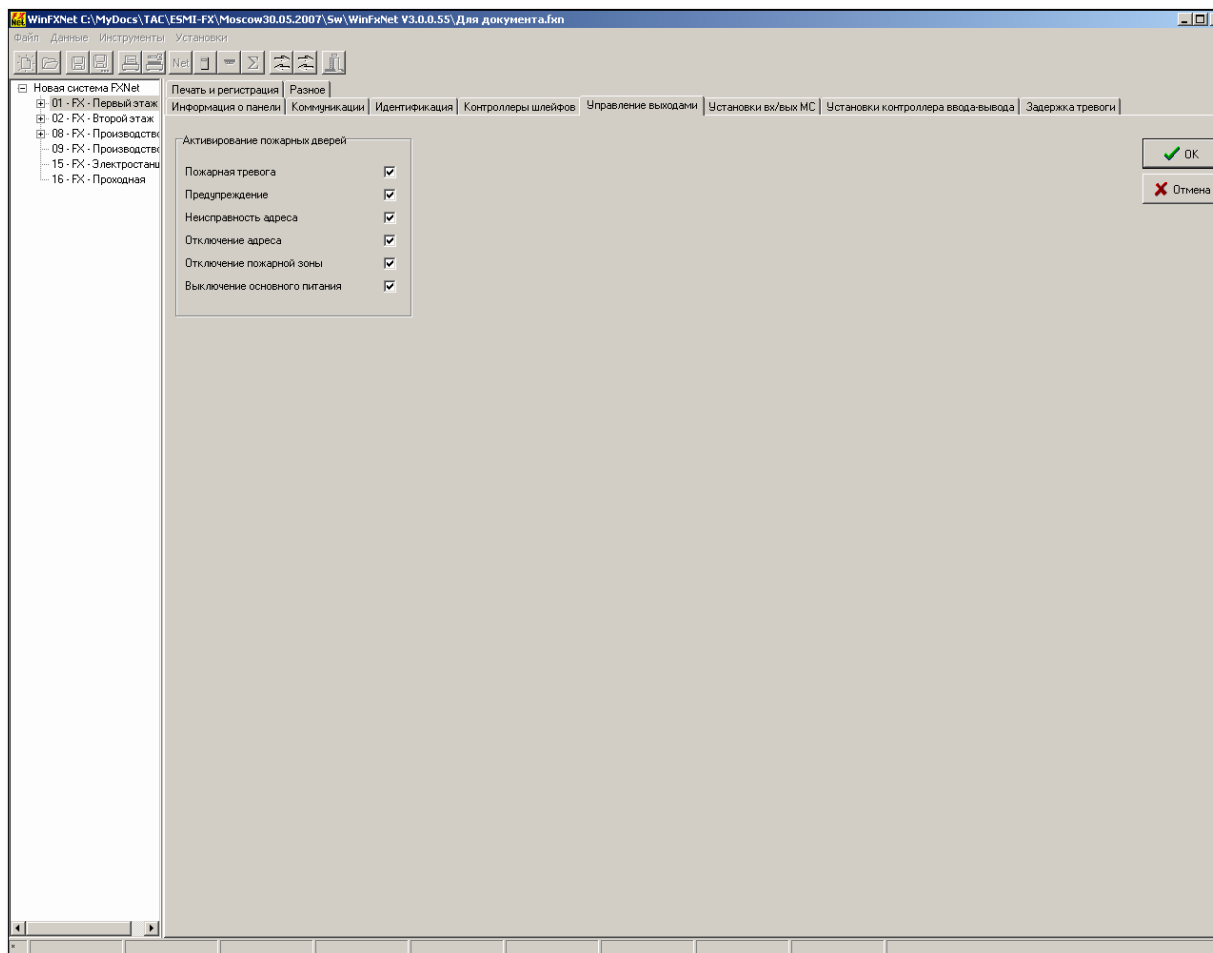 WinFXNet C:\MyDocs\TAC\ESMI-FX\Moscow30.05.2007\Sw\WinFxNet V3.0.0.55\Для документа.fxn
Файл Данные Инструменты Установки
Net Σ
Новая система FXNet
01 - FX - Первый этаж
02 - FX - Второй этаж
08 - FX - Производство
09 - FX - Производство
15 - FX - Электростанц
16 - FX - Проходная
Печать и регистрация Разное
Информация о панели Коммуникации Идентификация Контроллеры шлейфов Управление выходами Установки вх/вых МС Установки контроллера ввода-вывода Задержка тревоги
Активирование пожарных дверей
Пожарная тревога
Предупреждение
Неисправность адреса
Отключение адреса
Отключение пожарной зоны
Выключение основного питания
OK
Отмена